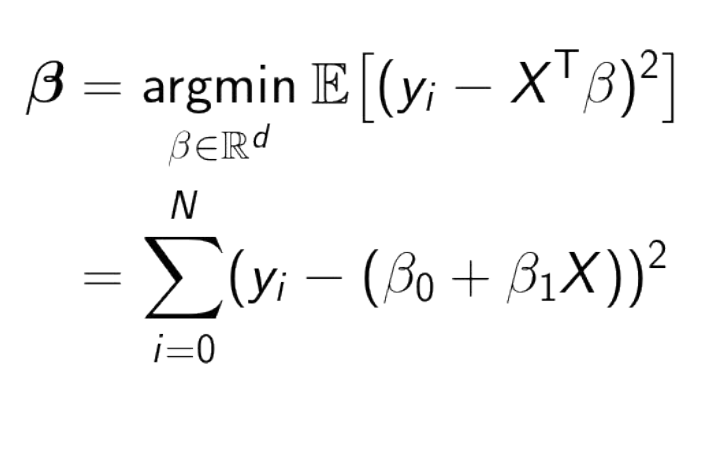 𝜷 = argmin 𝔼[(yᵢ − Xᵀβ)²]
β∈ℝᵈ
N
= ∑(yᵢ − (β₀ + β₁X))²
i=0